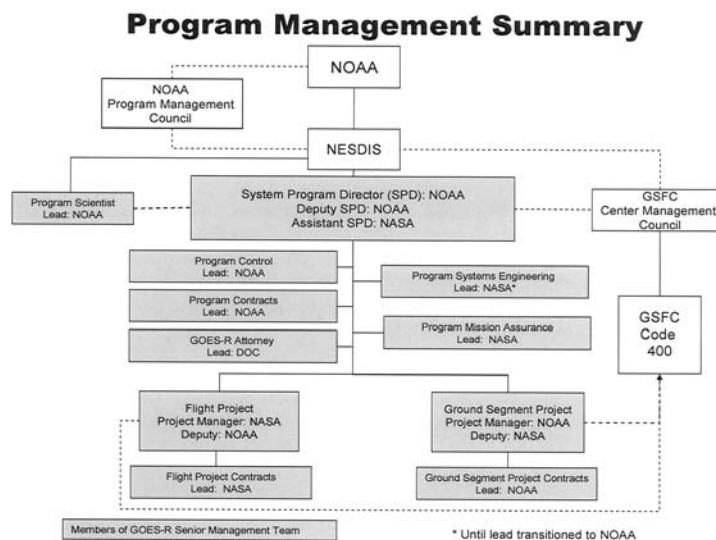 Program Management Summary
NOAA
NOAA
Program Management
Council
NESDIS
Program Scientist
Lead: NOAA
System Program Director (SPD): NOAA
Deputy SPD: NOAA
Assistant SPD: NASA
GSFC
Center Management
Council
Program Control
Lead: NOAA
Program Systems Engineering
Lead: NASA*
Program Contracts
Lead: NOAA
Program Mission Assurance
Lead: NASA
GOES-R Attorney
Lead: DOC
GSFC
Code
400
Flight Project
Project Manager: NASA
Deputy: NOAA
Ground Segment Project
Project Manager: NOAA
Deputy: NASA
Flight Project Contracts
Lead: NASA
Ground Segment Project Contracts
Lead: NOAA
Members of GOES-R Senior Management Team
* Until lead transitioned to NOAA